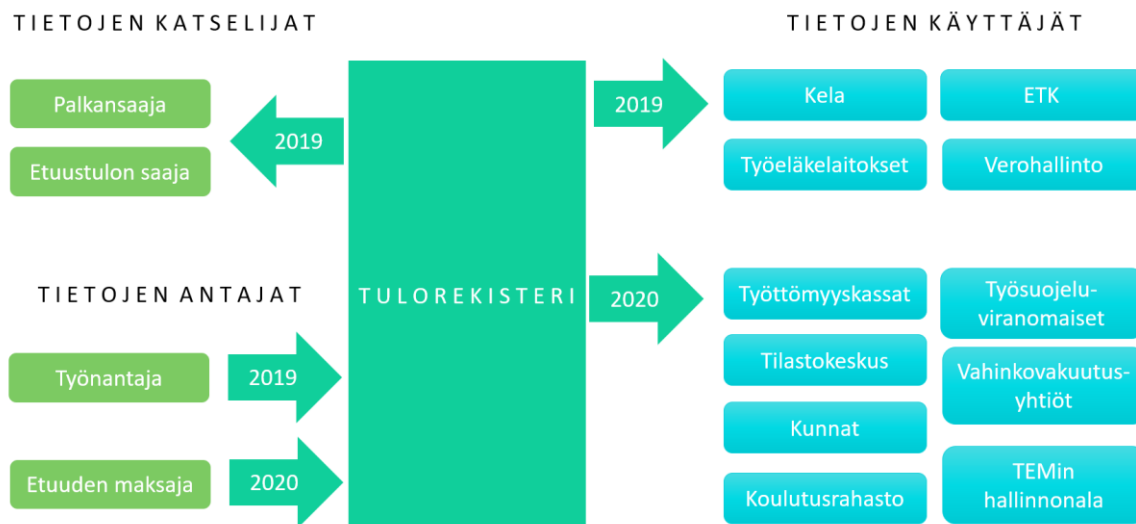 TIETOJEN KATSELIJAT
Palkansaaja
Etuustulon saaja
2019
TIETOJEN ANTAJAT
Työnantaja
2019
Etuuden maksaja
2020
TULOREKISTERI
TIETOJEN KÄYTTÄJÄT
2019
Kela
ETK
Työeläkelaitokset
Verohallinto
2020
Työttömyyskassat
Työsuojelu-
viranomaiset
Tilastokeskus
Vahinkovakuutus-
yhtiöt
Kunnat
Koulutusrahasto
TEMin
hallinnonala